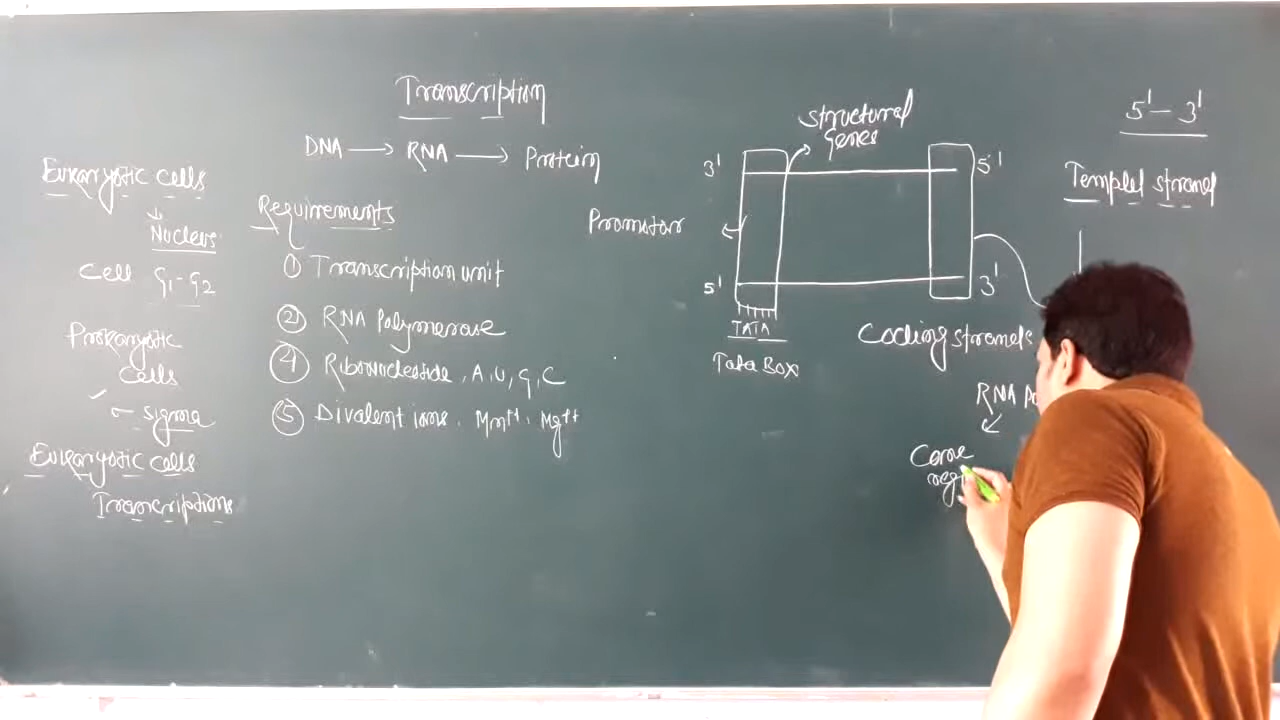 Transcription
DNA → RNA → Protein
Eukaryotic cells
Nucleus
Cell G1-G2
Prokaryotic
Cells
σ sigma
Eukaryotic cells
Transcriptions
Requirements
① Transcription unit
② RNA Polymerase
④ Ribonucleoside, A, U, G, C
⑤ Divalent ions. Mn++, Mg++
Structural
genes
3' 5'
Promotor
5' 3'
TATA
Tata Box
Coding strands
5'-3'
Templet strand
RNA
Core